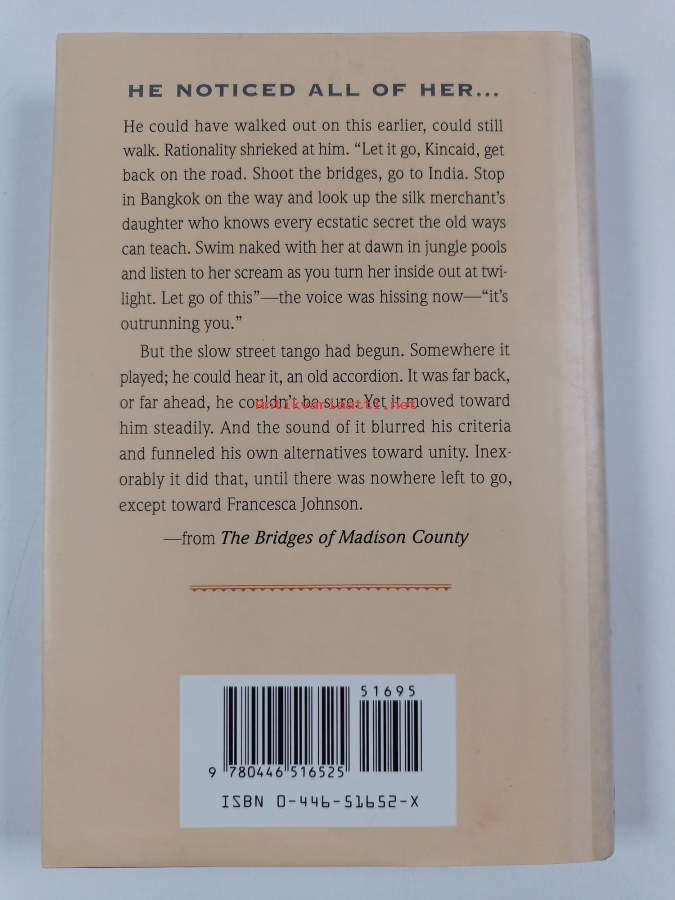 HE NOTICED ALL OF HER...
He could have walked out on this earlier, could still
walk. Rationality shrieked at him. “Let it go, Kincaid, get
back on the road. Shoot the bridges, go to India. Stop
in Bangkok on the way and look up the silk merchant’s
daughter who knows every ecstatic secret the old ways
can teach. Swim naked with her at dawn in jungle pools
and listen to her scream as you turn her inside out at twi-
light. Let go of this”—the voice was hissing now—“it’s
outrunning you.”
But the slow street tango had begun. Somewhere it
played; he could hear it, an old accordion. It was far back,
or far ahead, he couldn’t be sure. Yet it moved toward
Antikvariaatti.net
him steadily. And the sound of it blurred his criteria
and funneled his own alternatives toward unity. Inex-
orably it did that, until there was nowhere left to go,
except toward Francesca Johnson.
—from The Bridges of Madison County
51695
9 780446 516525
ISBN 0-446-51652-X